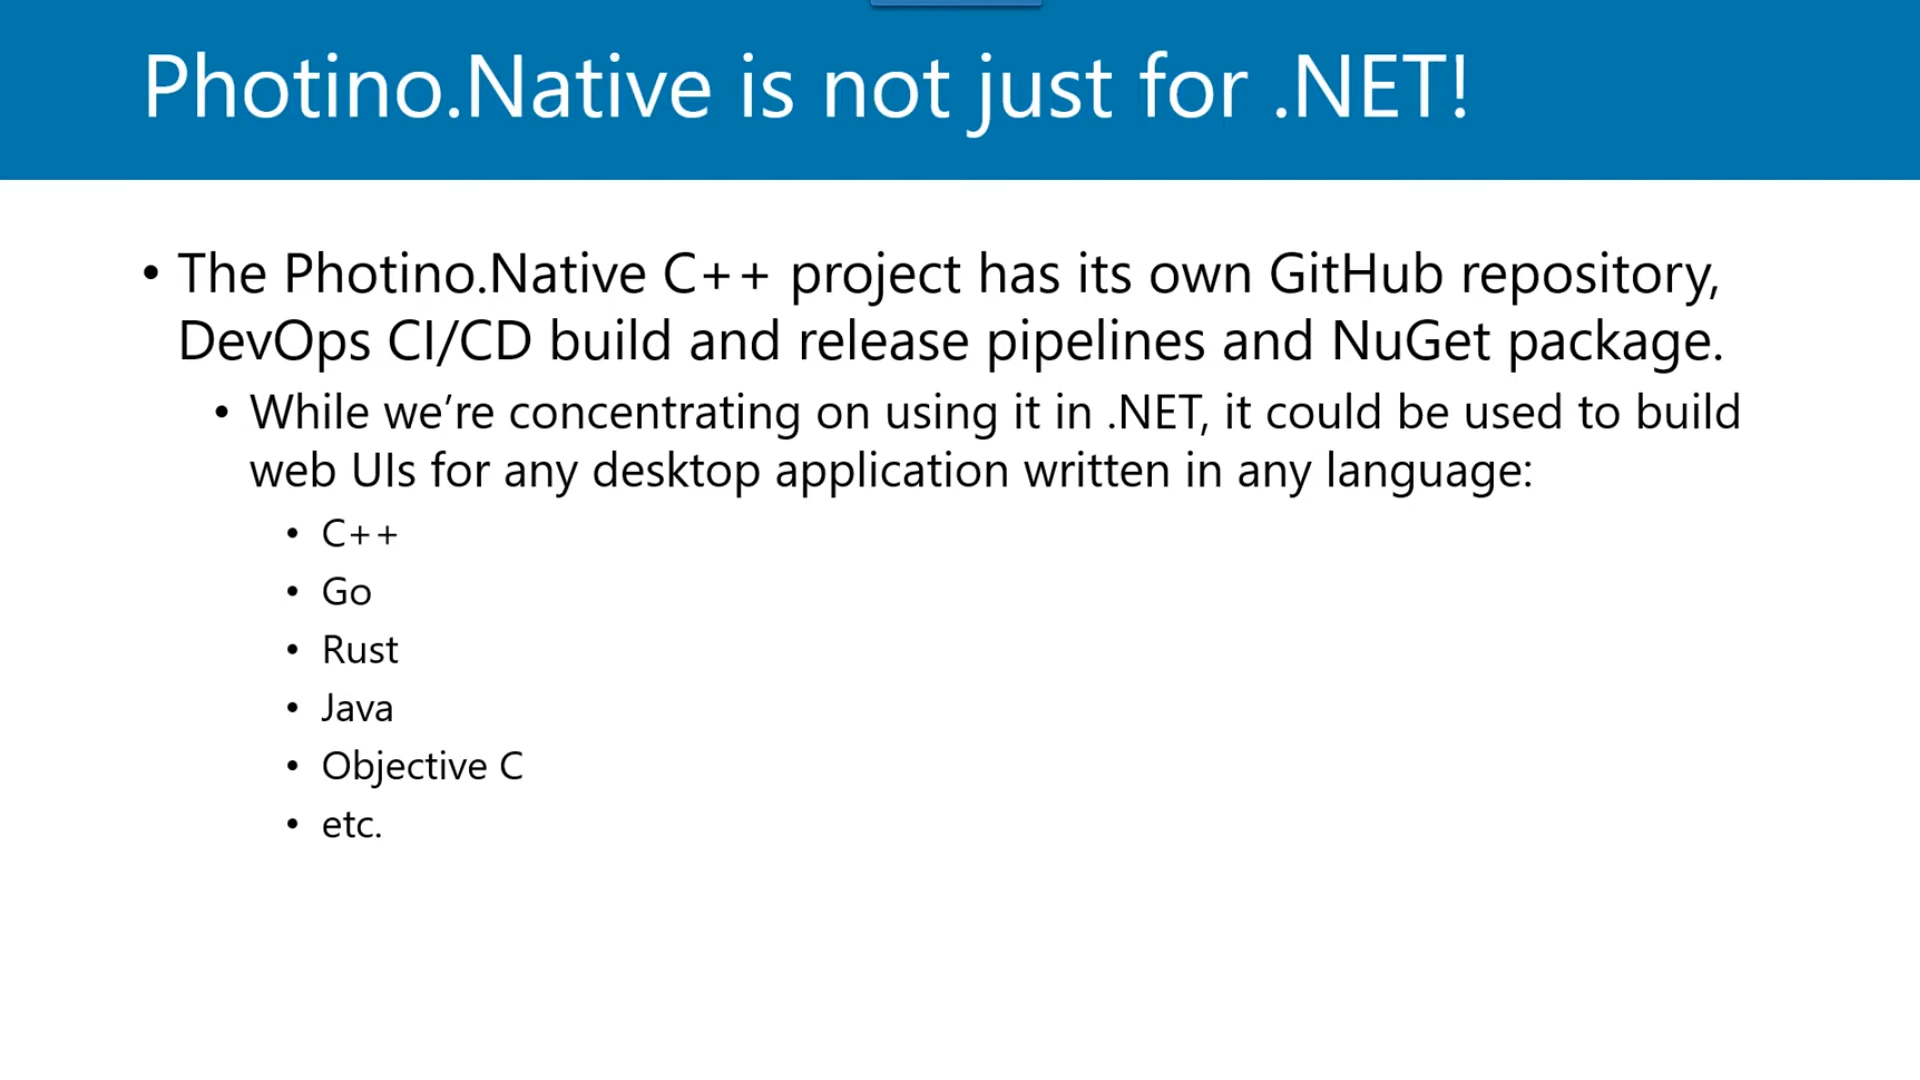 Photino.Native is not just for .NET!
• The Photino.Native C++ project has its own GitHub repository,
DevOps CI/CD build and release pipelines and NuGet package.
• While we’re concentrating on using it in .NET, it could be used to build
web UIs for any desktop application written in any language:
• C++
• Go
• Rust
• Java
• Objective C
• etc.